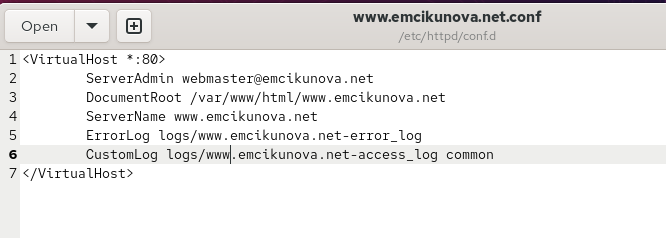 Open
www.emcikunova.net.conf
/etc/httpd/conf.d
1 <VirtualHost *:80>
2 ServerAdmin webmaster@emcikunova.net
3 DocumentRoot /var/www/html/www.emcikunova.net
4 ServerName www.emcikunova.net
5 ErrorLog logs/www.emcikunova.net-error_log
6 CustomLog logs/www.emcikunova.net-access_log common
7 </VirtualHost>